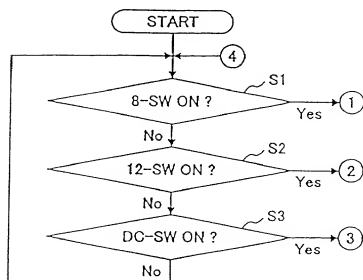 START
4
S1
8-SW ON ?
1
Yes
No
S2
12-SW ON ?
2
Yes
No
S3
DC-SW ON ?
3
Yes
No